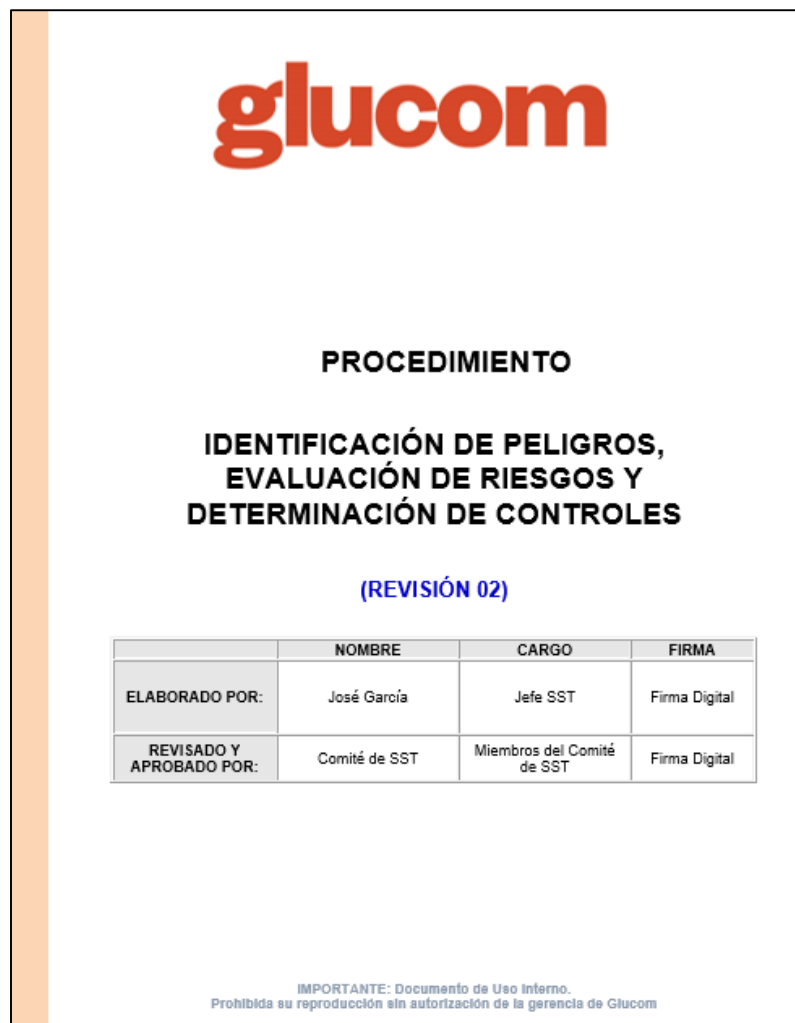 glucom
PROCEDIMIENTO
IDENTIFICACIÓN DE PELIGROS,
EVALUACIÓN DE RIESGOS Y
DETERMINACIÓN DE CONTROLES
(REVISIÓN 02)
NOMBRE CARGO FIRMA
ELABORADO POR: José García Jefe SST Firma Digital
REVISADO Y
APROBADO POR: Comité de SST Miembros del Comité
de SST Firma Digital
IMPORTANTE: Documento de Uso Interno.
Prohibida su reproducción sin autorización de la gerencia de Glucom